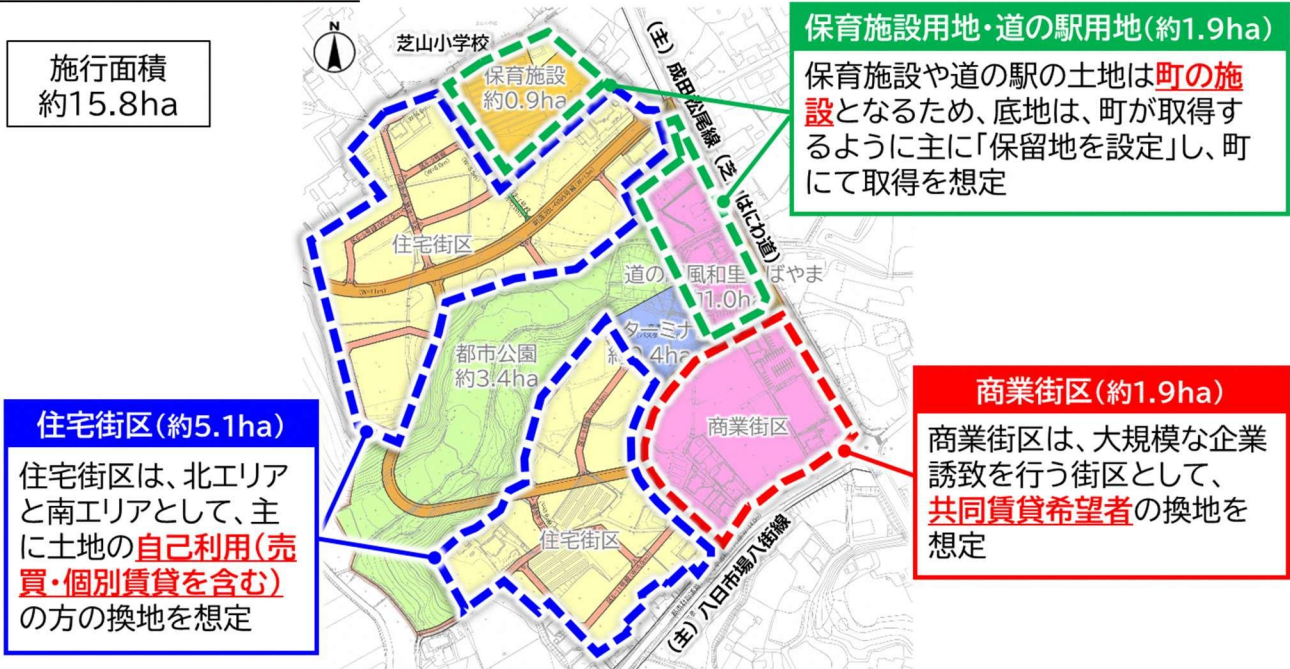 施行面積
約15.8ha
N
芝山小学校
保育施設
約0.9ha
(主)成田松尾線(芝
はにわ道)
保育施設用地・道の駅用地(約1.9ha)
保育施設や道の駅の土地は町の施
設となるため、底地は、町が取得す
るように主に「保留地を設定」し、町
にて取得を想定
住宅街区
道の
風和里
ばやま
1.0ha
ターミナ
0.4ha
都市公園
約3.4ha
商業街区
住宅街区
(主)八日市場八街線
住宅街区(約5.1ha)
住宅街区は、北エリア
と南エリアとして、主
に土地の自己利用(売
買・個別賃貸を含む)
の方の換地を想定
商業街区(約1.9ha)
商業街区は、大規模な企業
誘致を行う街区として、
共同賃貸希望者の換地を
想定